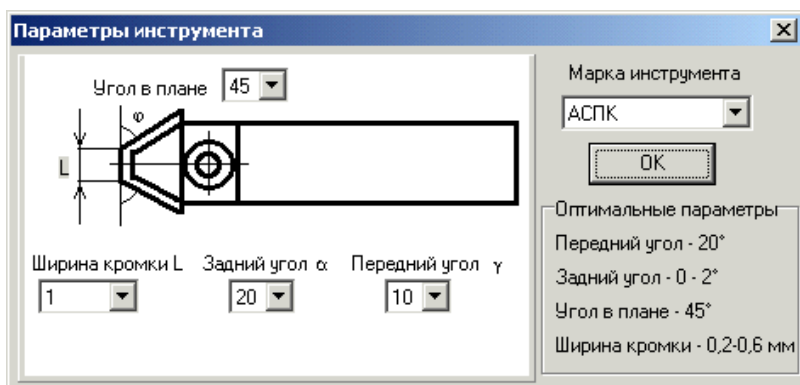 Параметры инструмента
Угол в плане 45
φ
L
Ширина кромки L Задний угол α Передний угол γ
1 20 10
Марка инструмента
АСПК
OK
Оптимальные параметры
Передний угол - 20°
Задний угол - 0 - 2°
Угол в плане - 45°
Ширина кромки - 0,2-0,6 мм